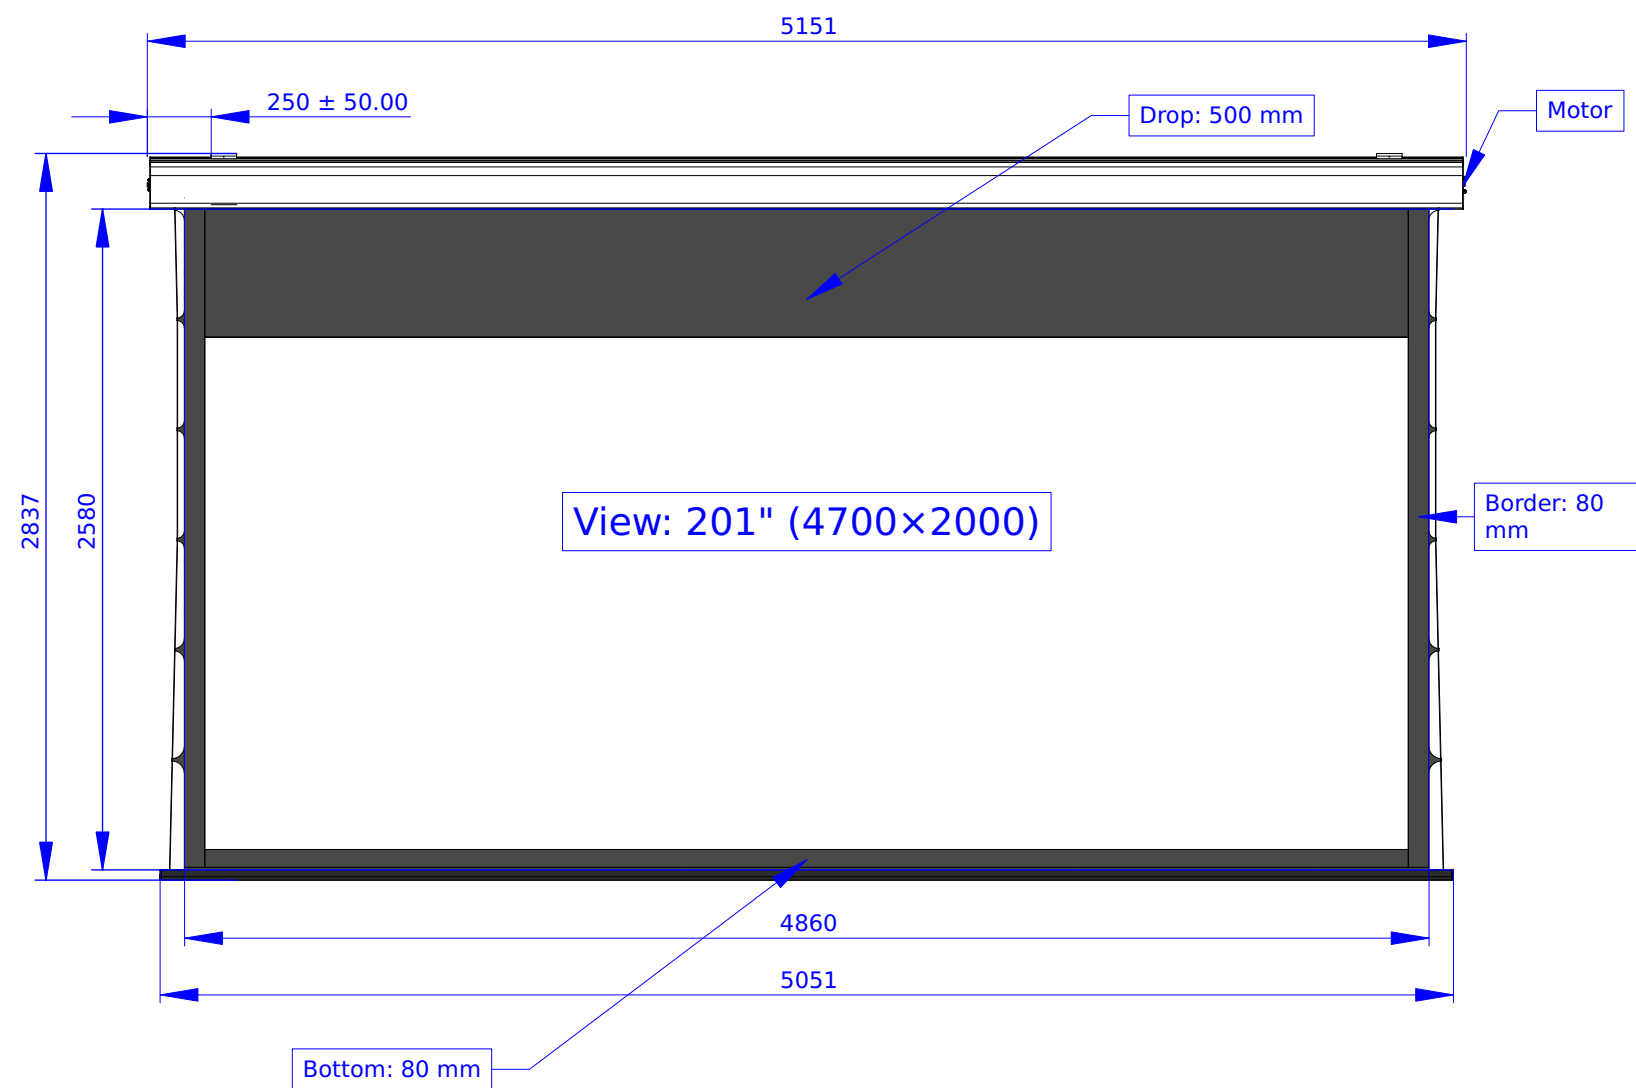 5151
250 ± 50.00
Drop: 500 mm
Motor
2837
2580
View: 201" (4700×2000)
Border: 80
mm
4860
5051
Bottom: 80 mm